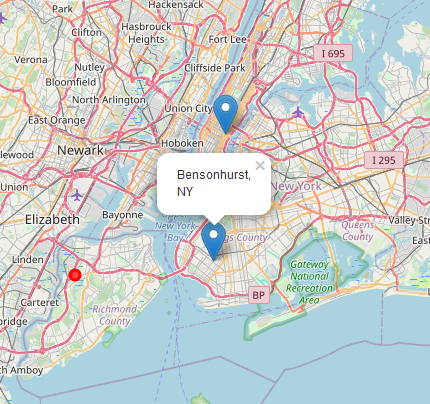 Hackensack
Park
Hasbrouck
Heights
Clifton
Fort Lee
I 695
Verona
Nutley
Cliffside Park
Bloomfield
North Arlington
Union City
East Orange
Hoboken
Newark
I 295
Union
Bensonhurst,
NY
×
New York
Elizabeth
Bayonne
New York
Bay
Kings County
Queens
County
Valley Str
East
Linden
Gateway
National
Recreation
Area
BP
Carteret
Richmond
County
Amboy